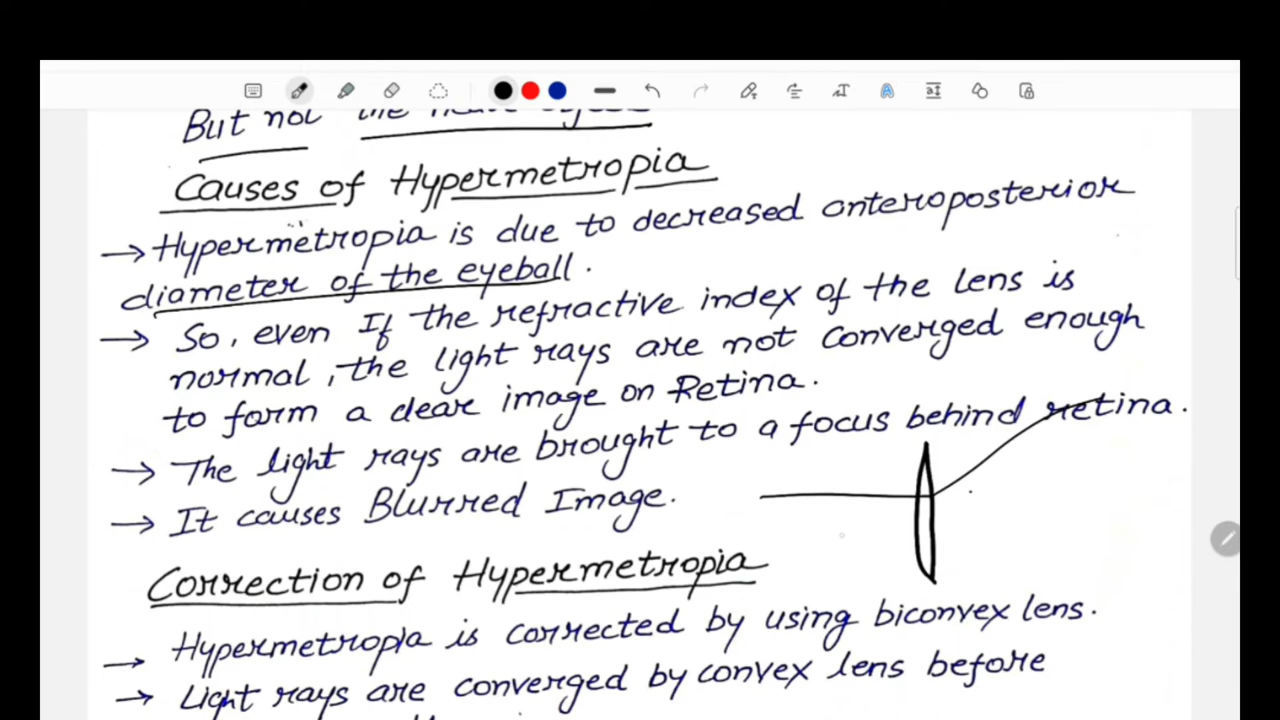 But not the
Causes of Hypermetropia
→ Hypermetropia is due to decreased anteroposterior
diameter of the eyeball.
→ So, even If the refractive index of the lens is
normal, the light rays are not converged enough
to form a clear image on Retina.
→ The light rays are brought to a focus behind retina.
→ It causes Blurred Image.
Correction of Hypermetropia
→ Hypermetropia is corrected by using biconvex lens.
→ Light rays are converged by convex lens before